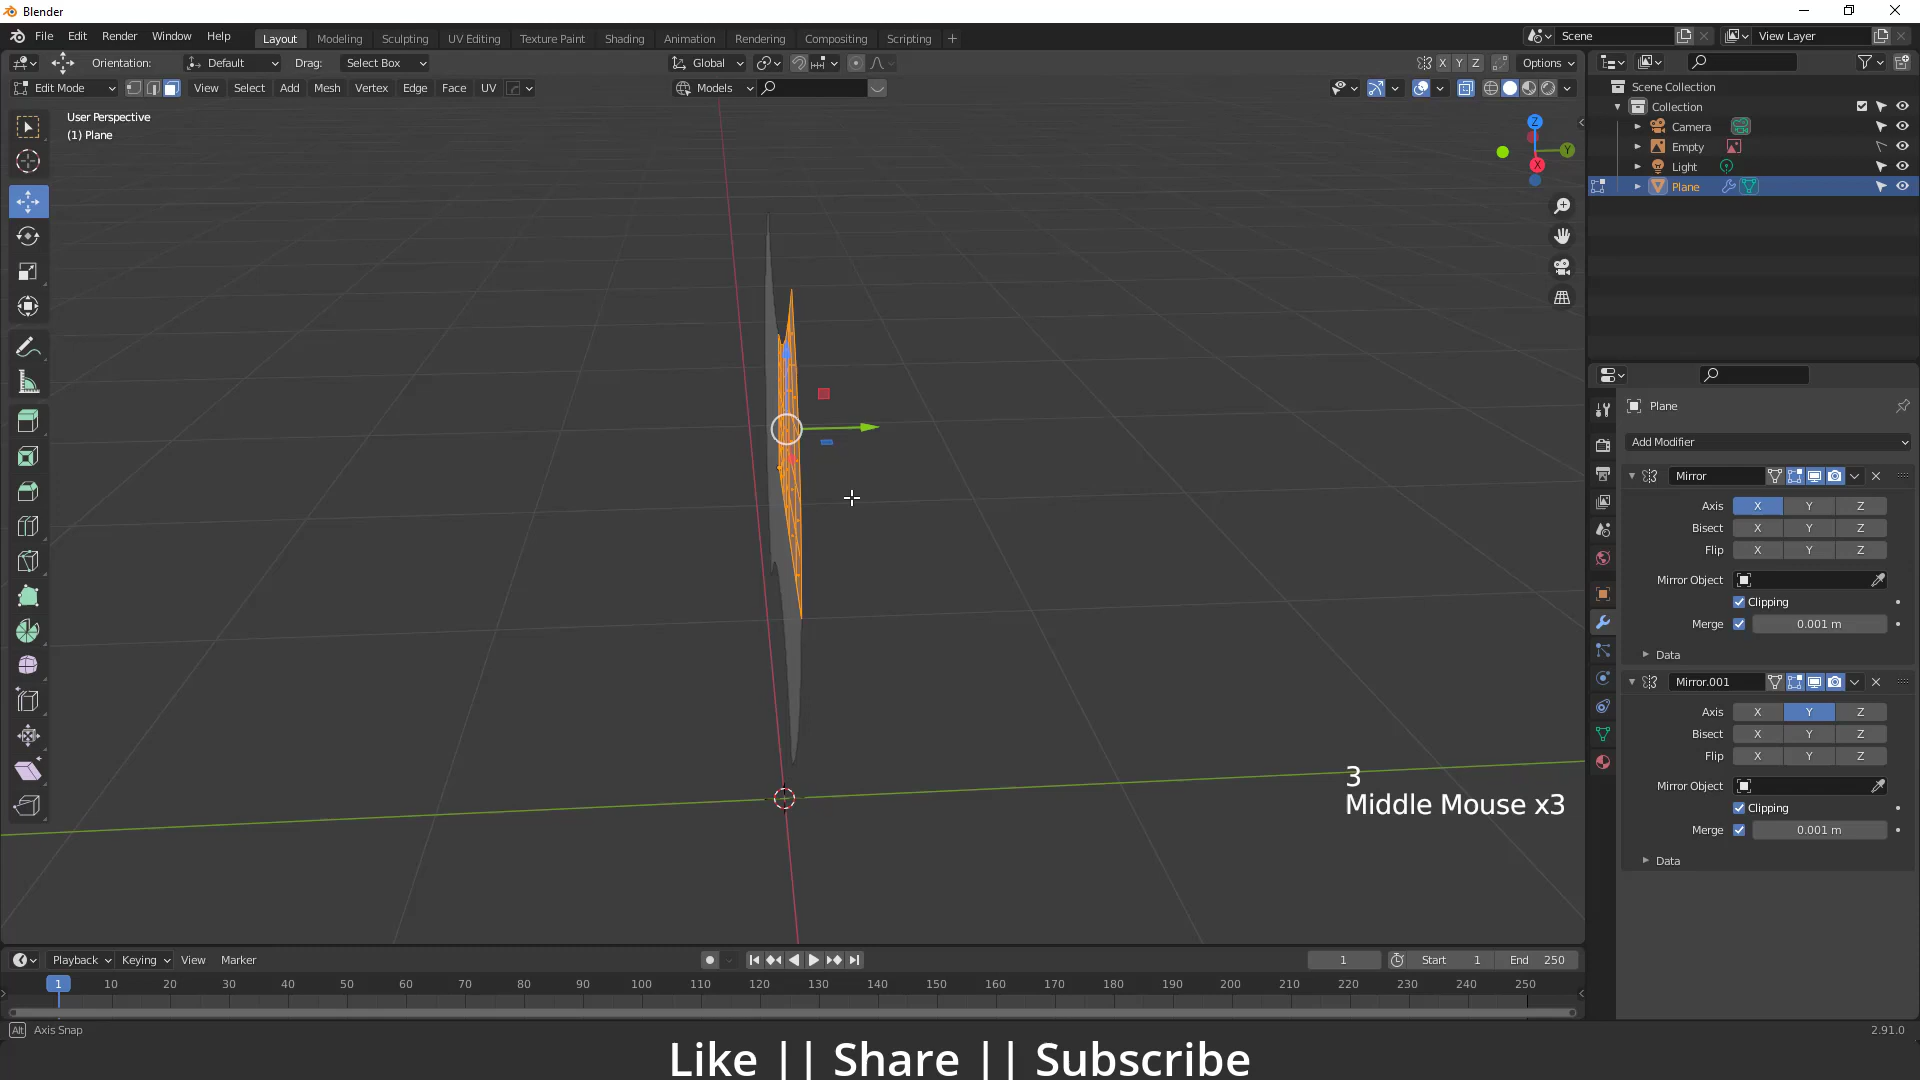 Blender
File Edit Render Window Help
Layout Modeling Sculpting UV Editing Texture Paint Shading Animation Rendering Compositing Scripting +
Scene View Layer
Orientation: Default Drag: Select Box Global X Y Z Options
Edit Mode View Select Add Mesh Vertex Edge Face UV Models
User Perspective
(1) Plane
Z
Y
X
Scene Collection
Collection
Camera
Empty
Light
Plane
Plane
Add Modifier
Mirror
Axis X Y Z
Bisect X Y Z
Flip X Y Z
Mirror Object
Clipping
Merge 0.001 m
Data
Mirror.001
Axis X Y Z
Bisect X Y Z
Flip X Y Z
Mirror Object
Clipping
Merge 0.001 m
Data
3
Middle Mouse x3
Playback Keying View Marker 1 Start 1 End 250
1 10 20 30 40 50 60 70 80 90 100 110 120 130 140 150 160 170 180 190 200 210 220 230 240 250
Alt Axis Snap 2.91.0
Like || Share || Subscribe